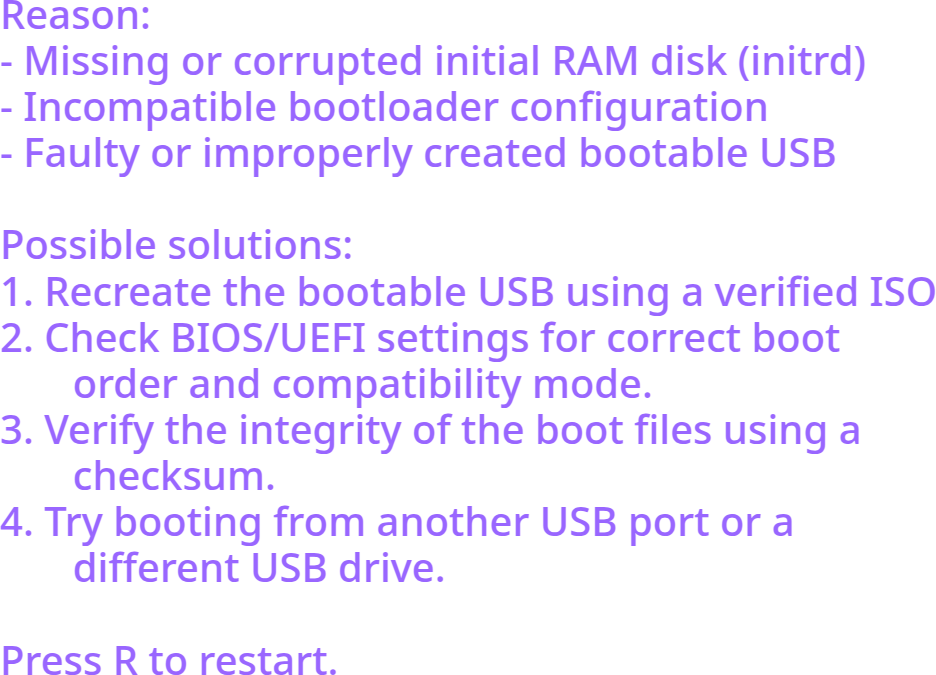 Reason:
- Missing or corrupted initial RAM disk (initrd)
- Incompatible bootloader configuration
- Faulty or improperly created bootable USB
Possible solutions:
1. Recreate the bootable USB using a verified ISO
2. Check BIOS/UEFI settings for correct boot
order and compatibility mode.
3. Verify the integrity of the boot files using a
checksum.
4. Try booting from another USB port or a
different USB drive.
Press R to restart.